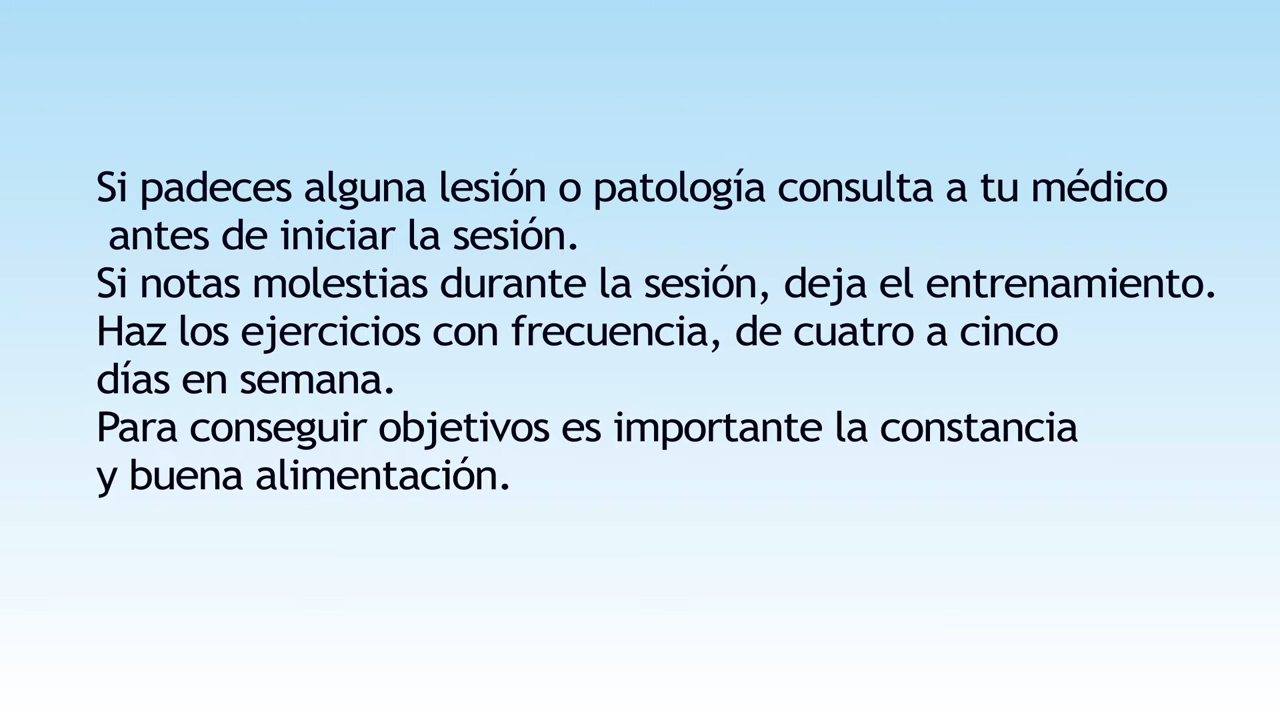 Si padeces alguna lesión o patología consulta a tu médico
antes de iniciar la sesión.
Si notas molestias durante la sesión, deja el entrenamiento.
Haz los ejercicios con frecuencia, de cuatro a cinco
días en semana.
Para conseguir objetivos es importante la constancia
y buena alimentación.